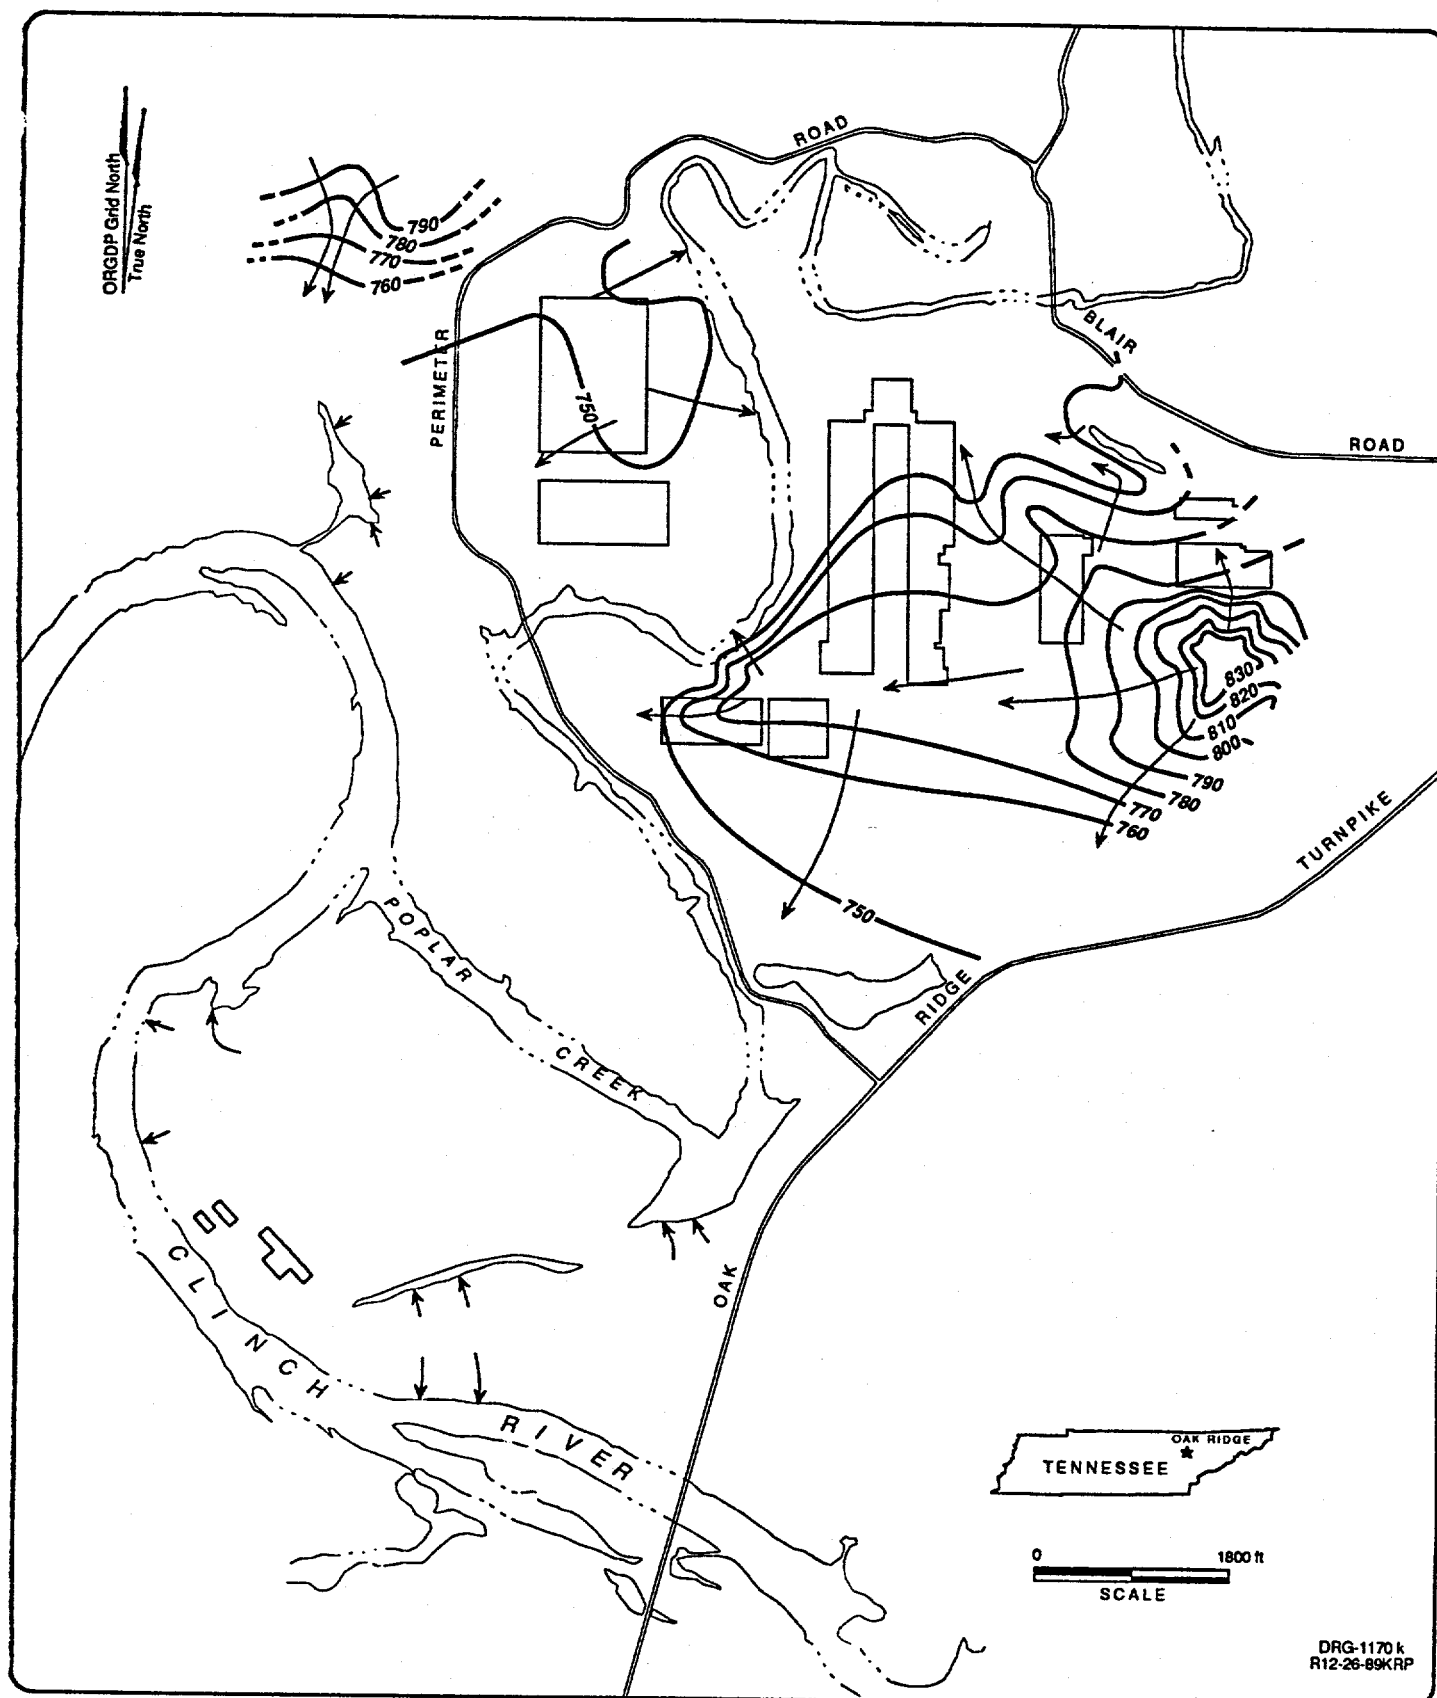 ROAD
ORGDP Grid North
True North
790
780
770
760
BLAIR
PERIMETER
750
ROAD
830
820
810
800
790
780
770
760
TURNPIKE
750
POPLAR
RIDGE
CREEK
OAK
CLINCH
RIVER
OAK RIDGE
TENNESSEE
0 1800 ft
SCALE
DRG-1170 k
R12-26-89KRP